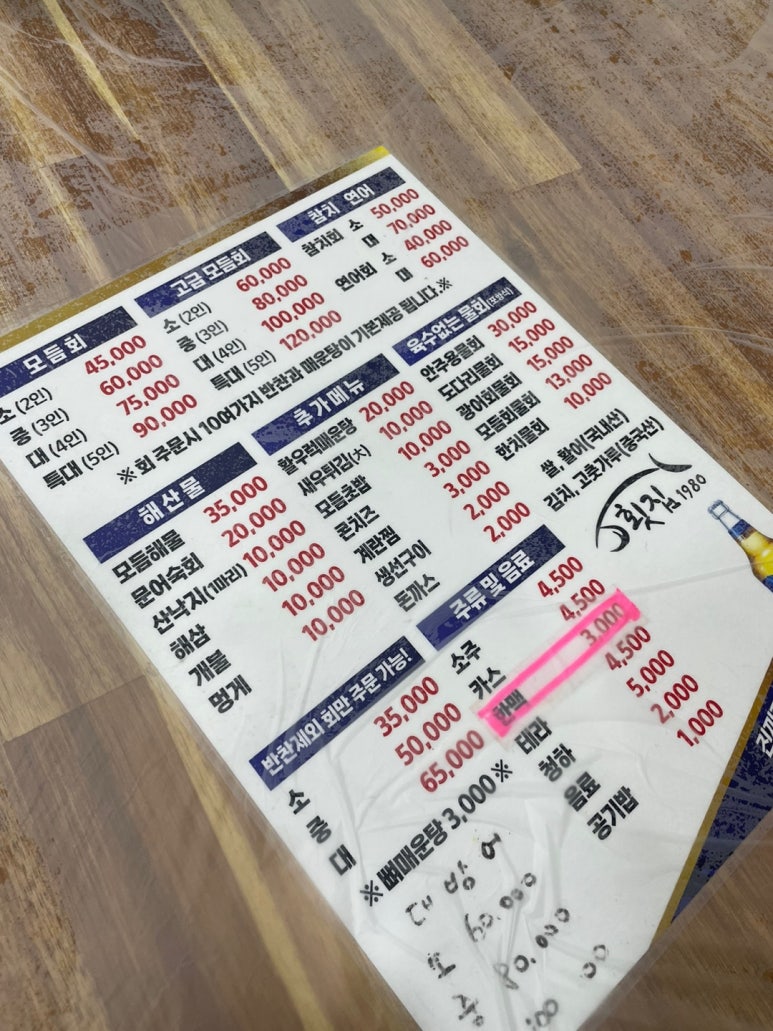 모듬회
소 (2인) 45,000
중 (3인) 60,000
대 (4인) 75,000
특대 (5인) 90,000
고급 모듬회
소 (2인) 60,000
중 (3인) 80,000
대 (4인) 100,000
특대 (5인) 120,000
참치 연어
참치회 소 50,000
대 70,000
연어회 소 40,000
대 60,000
※회 주문시 10여가지 반찬과 매운탕이 기본제공 됩니다.※
해산물
모듬해물 35,000
문어숙회 20,000
산낙지(1마리) 10,000
해삼 10,000
개불 10,000
멍게 10,000
추가메뉴
활우럭매운탕 20,000
새우튀김(大) 10,000
모듬초밥 10,000
콘치즈 3,000
계란찜 3,000
생선구이 2,000
돈까스 2,000
육수없는 물회(포항식)
안주용물회 30,000
도다리물회 15,000
광어회물회 15,000
모듬회물회 13,000
한치물회 10,000
쌀, 활어(국내산)
김치, 고춧가루(중국산)
횟집 1980
반찬제외 회만 주문 가능!
소 35,000
중 50,000
대 65,000
※ 뼈매운탕 3,000 ※
주류 및 음료
소주 4,500
카스 4,500
한맥 3,000
테라 4,500
청하 5,000
음료 2,000
공기밥 1,000
대방어
60,000
80,000